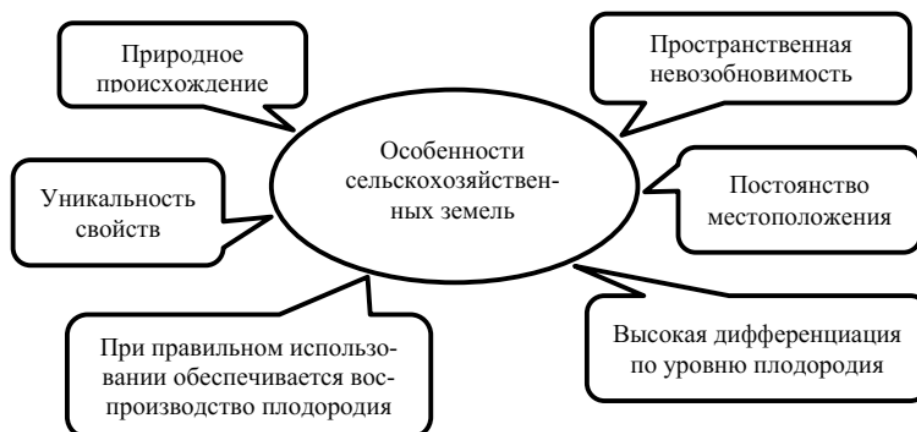 Природное
происхождение
Пространственная
невозобновимость
Особенности
сельскохозяйствен-
ных земель
Уникальность
свойств
Постоянство
местоположения
При правильном использо-
вании обеспечивается вос-
производство плодородия
Высокая дифференциация
по уровню плодородия